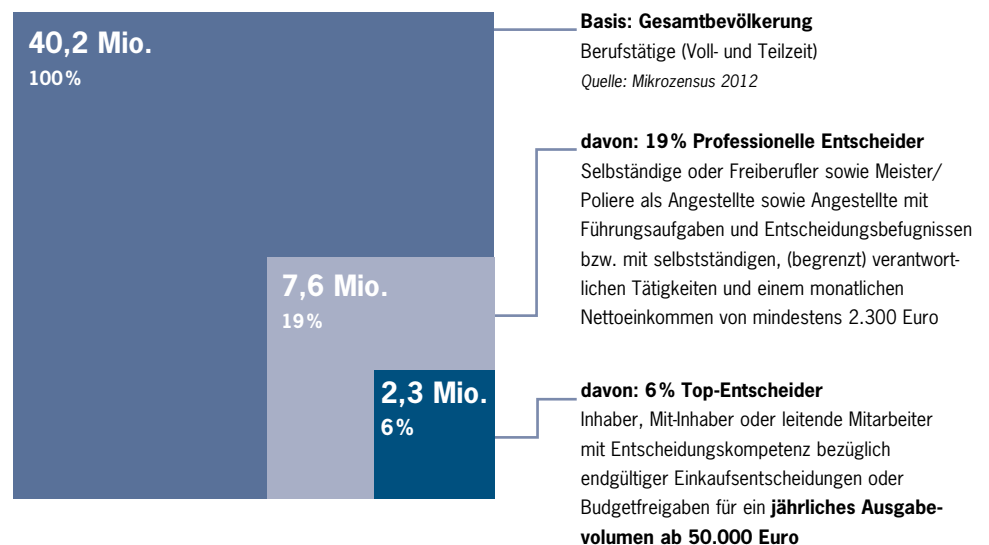 40,2 Mio.
100%
Basis: Gesamtbevölkerung
Berufstätige (Voll- und Teilzeit)
Quelle: Mikrozensus 2012
7,6 Mio.
19%
davon: 19% Professionelle Entscheider
Selbständige oder Freiberufler sowie Meister/
Poliere als Angestellte sowie Angestellte mit
Führungsaufgaben und Entscheidungsbefugnissen
bzw. mit selbstständigen, (begrenzt) verantwort-
lichen Tätigkeiten und einem monatlichen
Nettoeinkommen von mindestens 2.300 Euro
2,3 Mio.
6%
davon: 6% Top-Entscheider
Inhaber, Mit-Inhaber oder leitende Mitarbeiter
mit Entscheidungskompetenz bezüglich
endgültiger Einkaufsentscheidungen oder
Budgetfreigaben für ein jährliches Ausgabe-
volumen ab 50.000 Euro